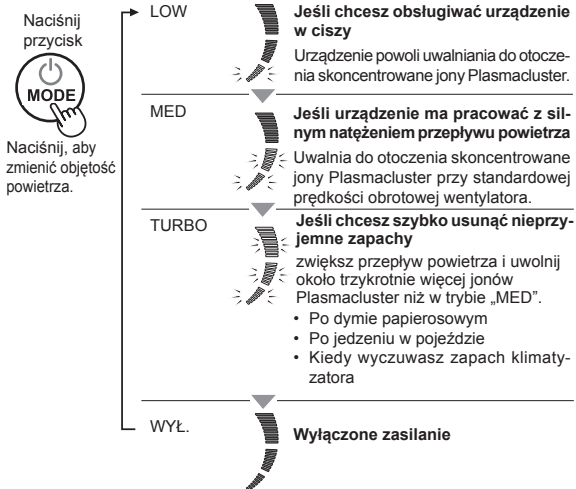 Naciśnij
przycisk
MODE
Naciśnij, aby
zmienić objętość
powietrza.
LOW
Jeśli chcesz obsługiwać urządzenie
w ciszy
Urządzenie powoli uwalniania do otocze-
nia skoncentrowane jony Plasmacluster.
MED
Jeśli urządzenie ma pracować z sil-
nym natężeniem przepływu powietrza
Uwalnia do otoczenia skoncentrowane
jony Plasmacluster przy standardowej
prędkości obrotowej wentylatora.
TURBO
Jeśli chcesz szybko usunąć nieprzy-
jemne zapachy
zwiększ przepływ powietrza i uwolnij
około trzykrotnie więcej jonów
Plasmacluster niż w trybie „MED”.
• Po dymie papierosowym
• Po jedzeniu w pojeździe
• Kiedy wyczuwasz zapach klimaty-
zatora
WYŁ.
Wyłączone zasilanie